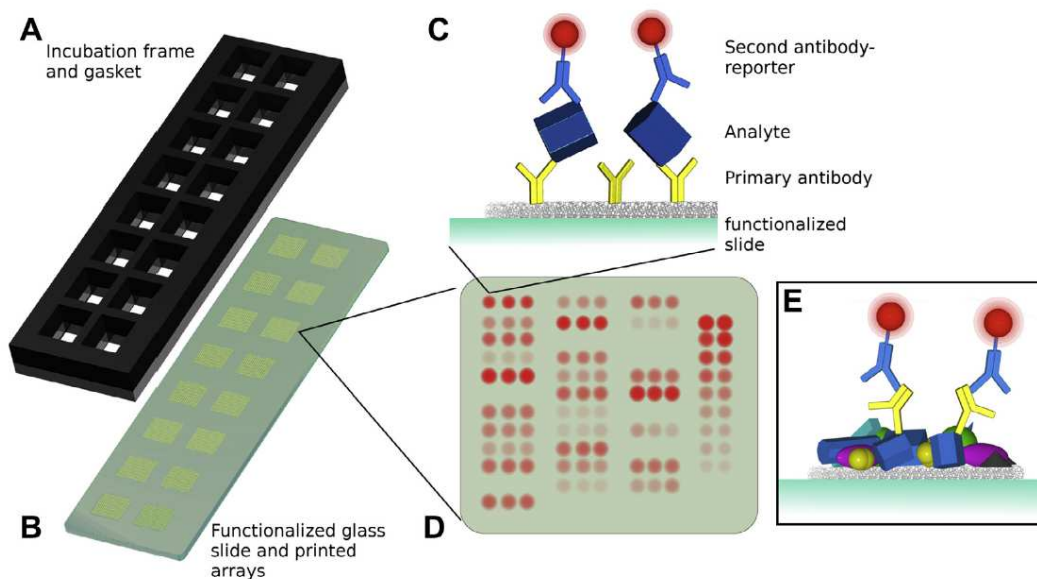 A
Incubation frame
and gasket
C
Second antibody-
reporter
Analyte
Primary antibody
functionalized
slide
E
B
Functionalized glass
slide and printed
arrays
D